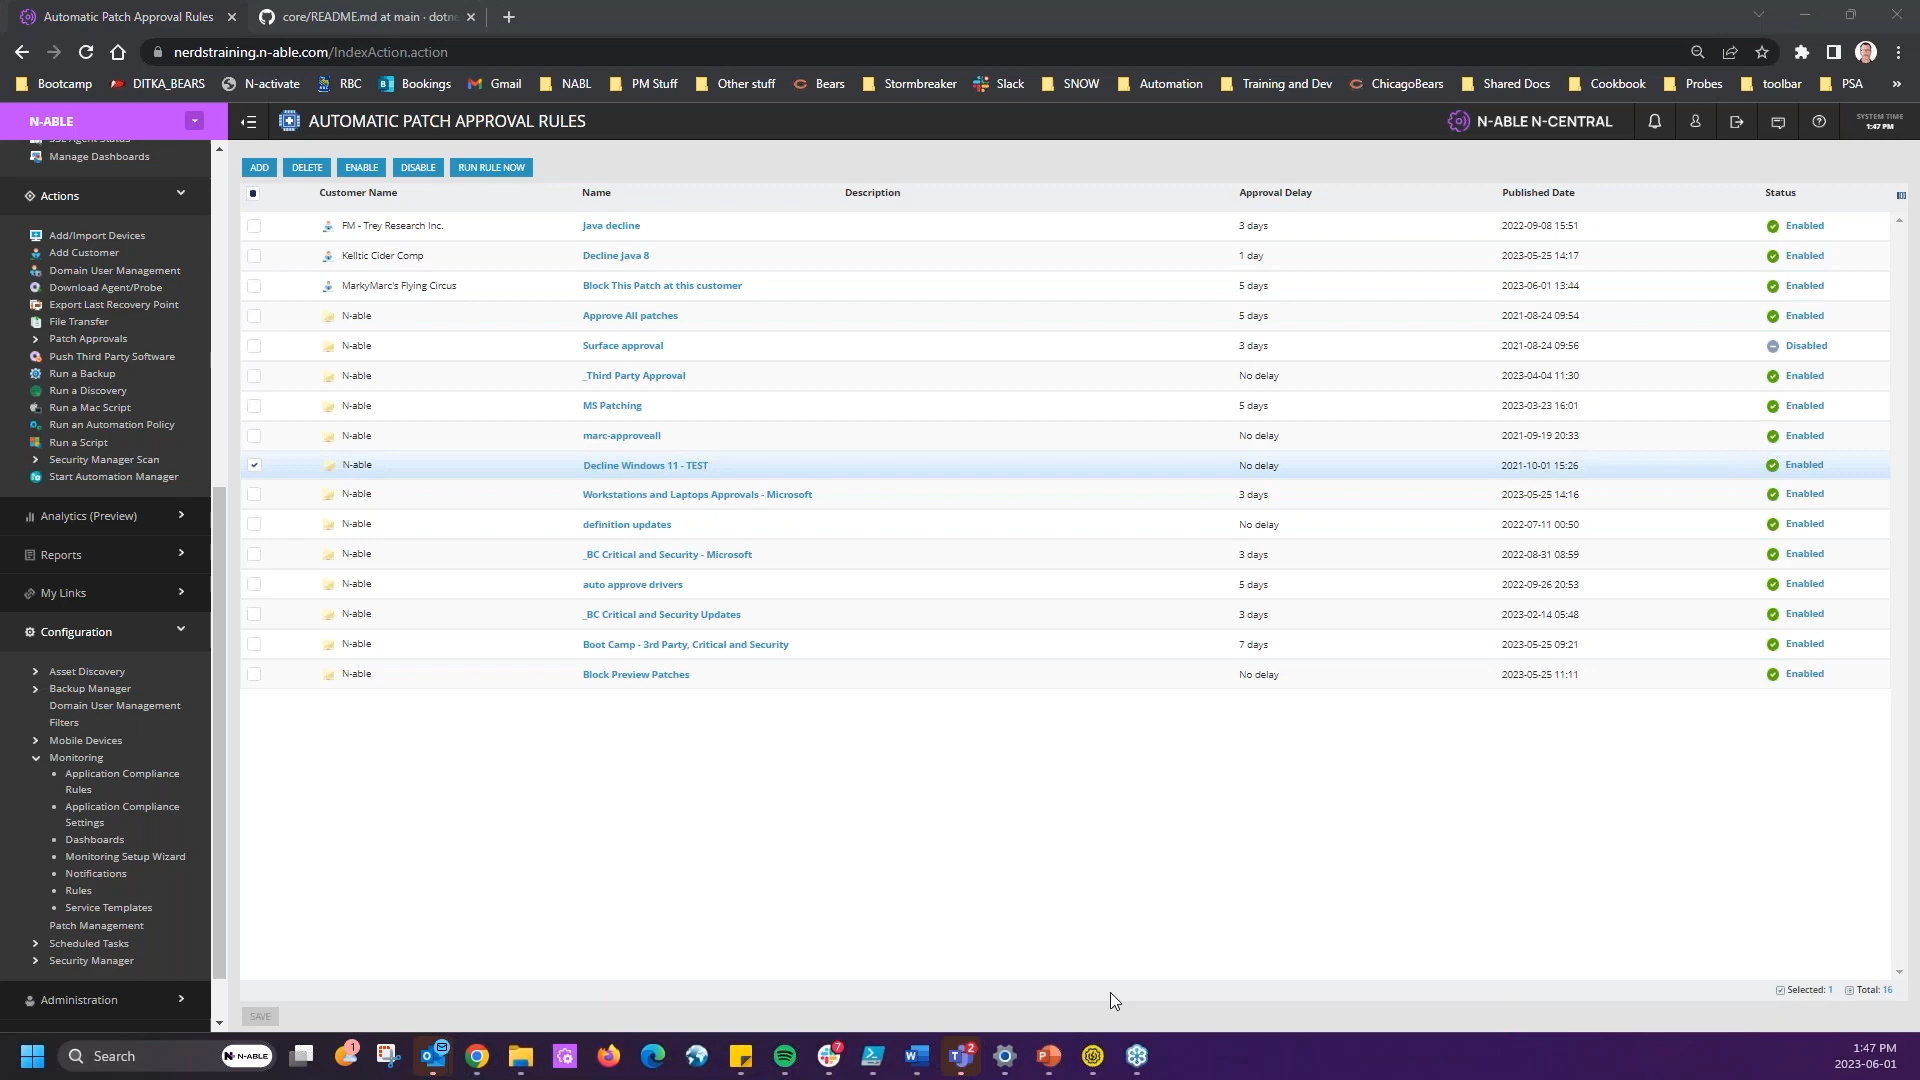 Automatic Patch Approval Rules
core/README.md at main · dotne
nerdstraining.n-able.com/IndexAction.action
Bootcamp
DITKA_BEARS
N-activate
RBC
Bookings
Gmail
NABL
PM Stuff
Other stuff
Bears
Stormbreaker
Slack
SNOW
Automation
Training and Dev
ChicagoBears
Shared Docs
Cookbook
Probes
toolbar
PSA
»
N-ABLE
AUTOMATIC PATCH APPROVAL RULES
N-ABLE N-CENTRAL
SYSTEM TIME
1:47 PM
Manage Dashboards
Actions
Add/Import Devices
Add Customer
Domain User Management
Download Agent/Probe
Export Last Recovery Point
File Transfer
Patch Approvals
Push Third Party Software
Run a Backup
Run a Discovery
Run a Mac Script
Run an Automation Policy
Run a Script
Security Manager Scan
Start Automation Manager
Analytics (Preview)
Reports
My Links
Configuration
Asset Discovery
Backup Manager
Domain User Management
Filters
Mobile Devices
Monitoring
Application Compliance
Rules
Application Compliance
Settings
Dashboards
Monitoring Setup Wizard
Notifications
Rules
Service Templates
Patch Management
Scheduled Tasks
Security Manager
Administration
ADD DELETE ENABLE DISABLE RUN RULE NOW
Customer Name Name Description Approval Delay Published Date Status
FM - Trey Research Inc. Java decline 3 days 2022-09-08 15:51 Enabled
Kelltic Cider Comp Decline Java 8 1 day 2023-05-25 14:17 Enabled
MarkyMarc's Flying Circus Block This Patch at this customer 5 days 2023-06-01 13:44 Enabled
N-able Approve All patches 5 days 2021-08-24 09:54 Enabled
N-able Surface approval 3 days 2021-08-24 09:56 Disabled
N-able _Third Party Approval No delay 2023-04-04 11:30 Enabled
N-able MS Patching 5 days 2023-03-23 16:01 Enabled
N-able marc-approveall No delay 2021-09-19 20:33 Enabled
N-able Decline Windows 11 - TEST No delay 2021-10-01 15:26 Enabled
N-able Workstations and Laptops Approvals - Microsoft 3 days 2023-05-25 14:16 Enabled
N-able definition updates No delay 2022-07-11 00:50 Enabled
N-able _BC Critical and Security - Microsoft 3 days 2022-08-31 08:59 Enabled
N-able auto approve drivers 5 days 2022-09-26 20:53 Enabled
N-able _BC Critical and Security Updates 3 days 2023-02-14 05:48 Enabled
N-able Boot Camp - 3rd Party, Critical and Security 7 days 2023-05-25 09:21 Enabled
N-able Block Preview Patches No delay 2023-05-25 11:11 Enabled
Selected: 1 Total: 16
SAVE
Search
N-ABLE
1
7
2
1:47 PM
2023-06-01